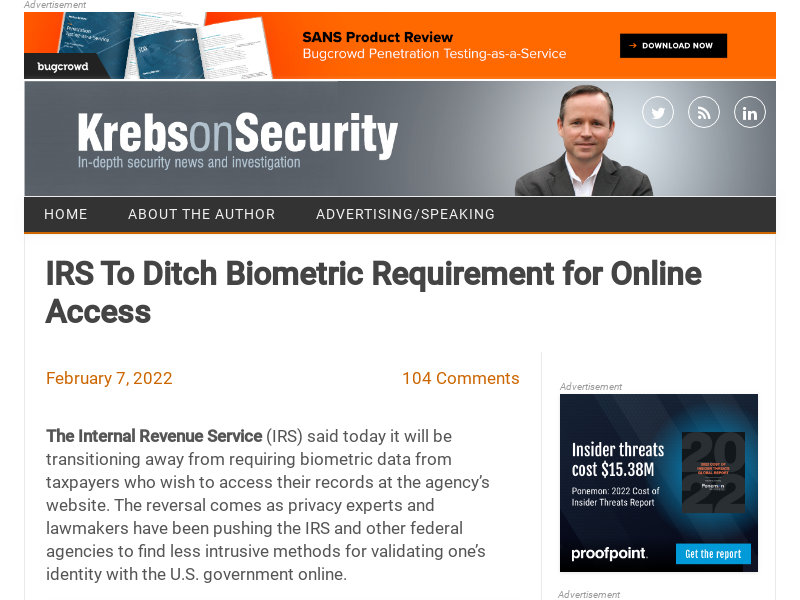 Advertisement
SANS Product Review
Bugcrowd Penetration Testing-as-a-Service
→ DOWNLOAD NOW
bugcrowd
KrebsonSecurity
In-depth security news and investigation
HOME ABOUT THE AUTHOR ADVERTISING/SPEAKING
IRS To Ditch Biometric Requirement for Online
Access
February 7, 2022 104 Comments
The Internal Revenue Service (IRS) said today it will be
transitioning away from requiring biometric data from
taxpayers who wish to access their records at the agency’s
website. The reversal comes as privacy experts and
lawmakers have been pushing the IRS and other federal
agencies to find less intrusive methods for validating one’s
identity with the U.S. government online.
Advertisement
Insider threats
cost $15.38M
Ponemon: 2022 Cost of
Insider Threats Report
2022
Ponemon
proofpoint.
Get the report
Advertisement